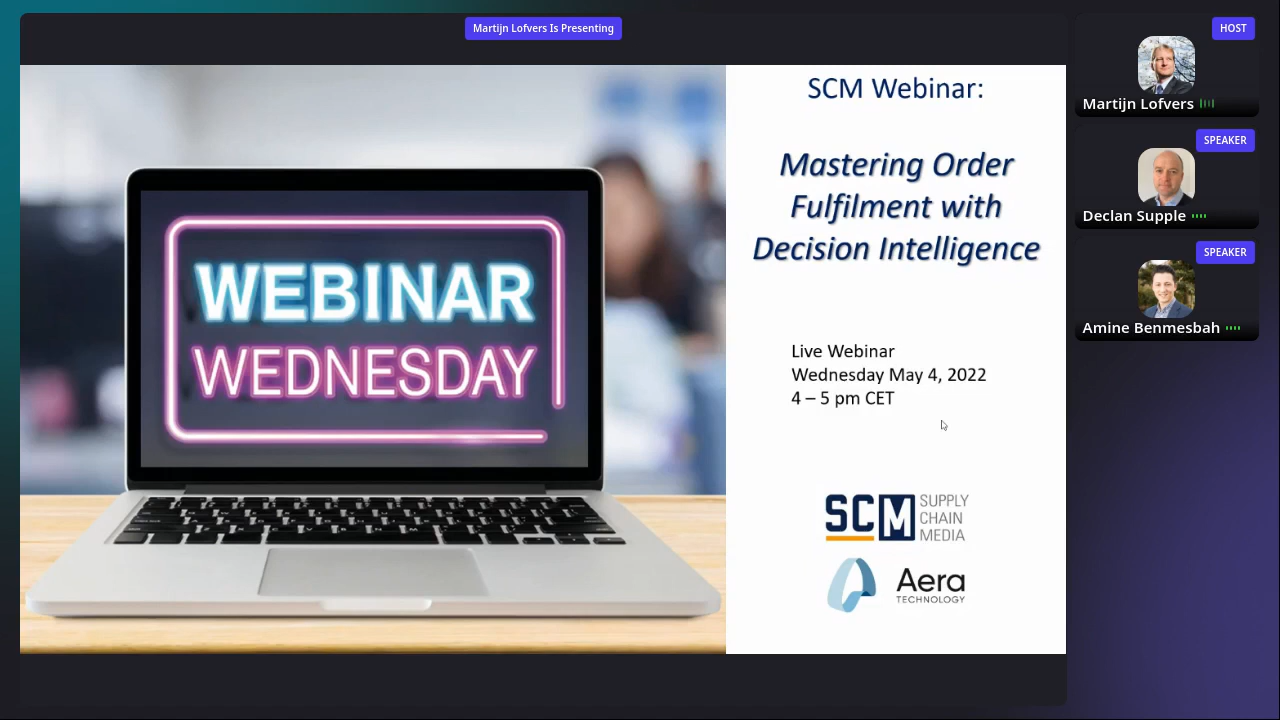 Martijn Lofvers Is Presenting
HOST
Martijn Lofvers
SPEAKER
Declan Supple
SPEAKER
Amine Benmesbah
WEBINAR
WEDNESDAY
SCM Webinar:
Mastering Order
Fulfilment with
Decision Intelligence
Live Webinar
Wednesday May 4, 2022
4 – 5 pm CET
SCM SUPPLY
CHAIN
MEDIA
Aera
TECHNOLOGY